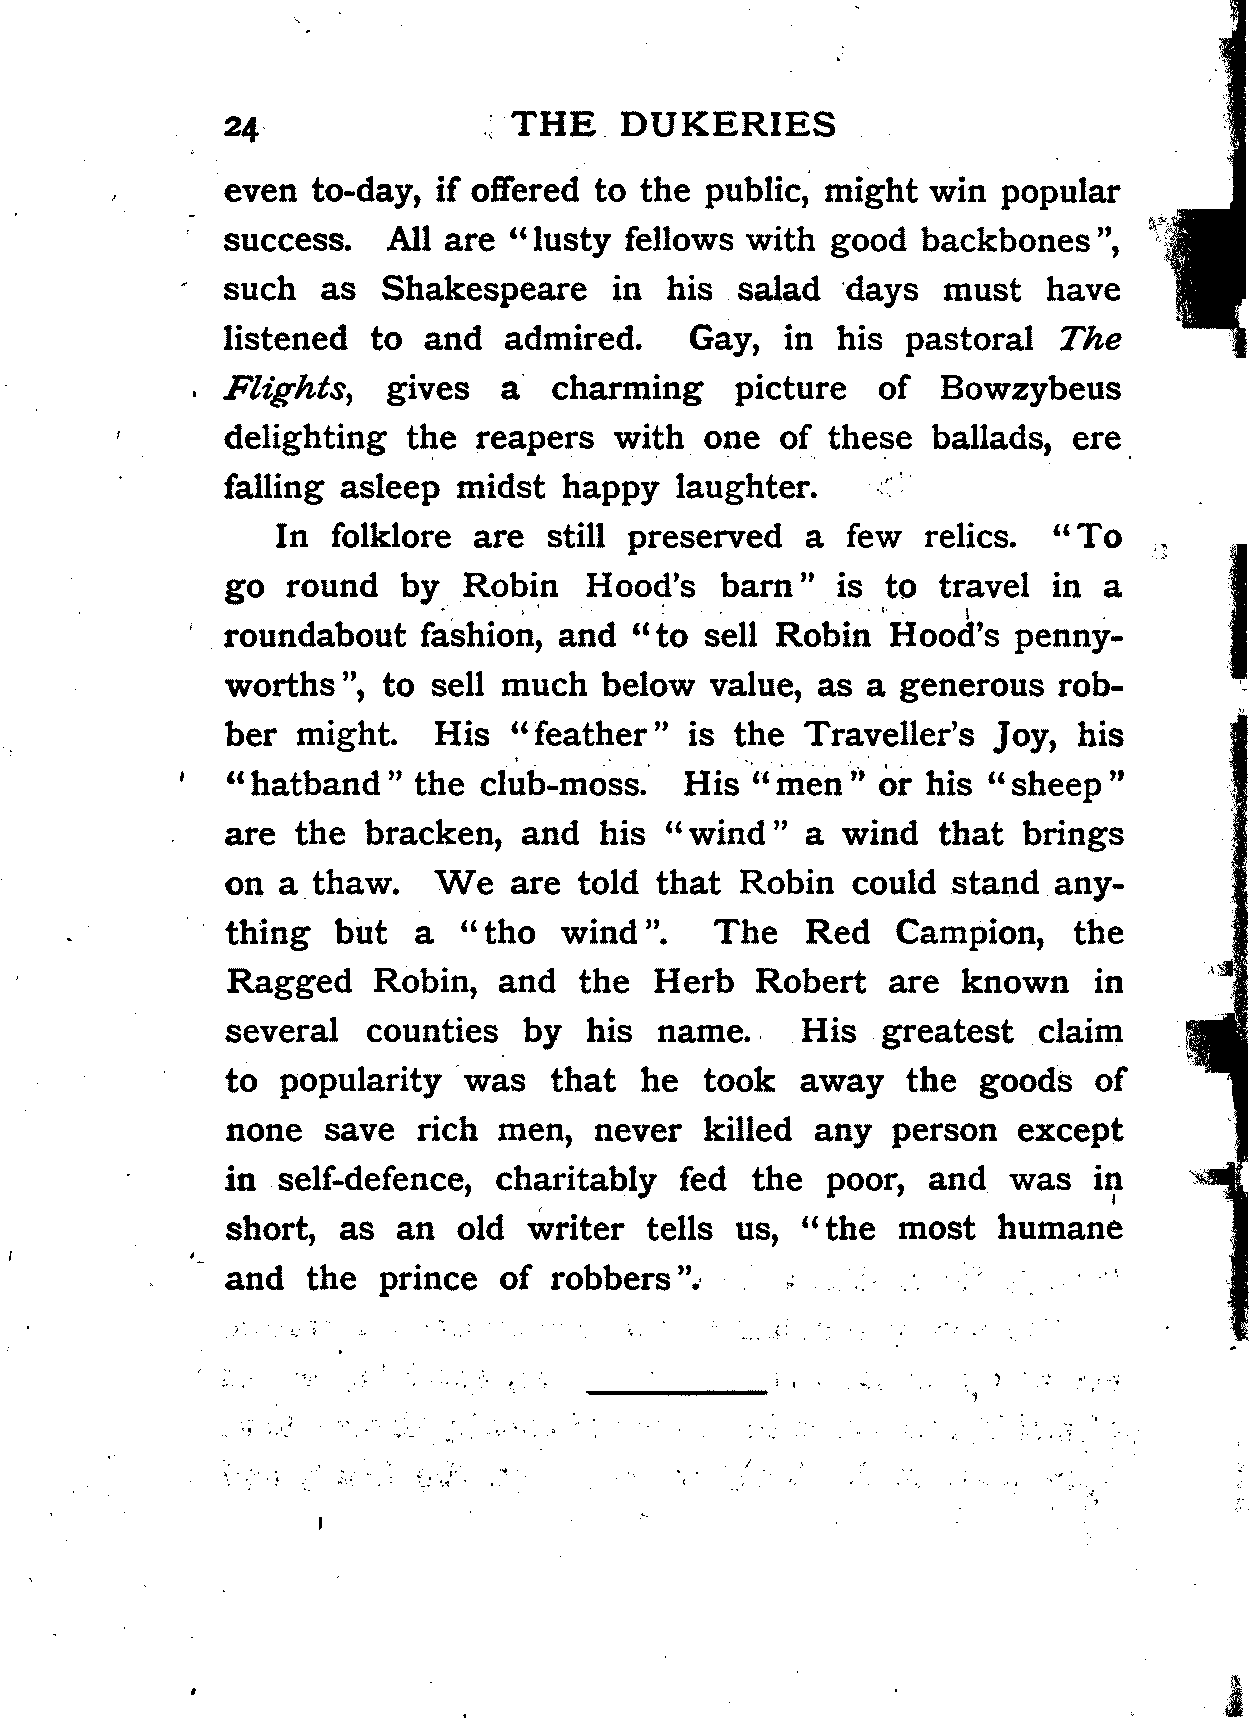 24 THE DUKERIES
even to-day, if offered to the public, might win popular
success. All are “lusty fellows with good backbones”,
such as Shakespeare in his salad days must have
listened to and admired. Gay, in his pastoral The
Flights, gives a charming picture of Bowzybeus
delighting the reapers with one of these ballads, ere
falling asleep midst happy laughter.
In folklore are still preserved a few relics. “To
go round by Robin Hood's barn” is to travel in a
roundabout fashion, and “to sell Robin Hood's penny-
worths”, to sell much below value, as a generous rob-
ber might. His “feather” is the Traveller's Joy, his
“hatband” the club-moss. His “men” or his “sheep”
are the bracken, and his “wind” a wind that brings
on a thaw. We are told that Robin could stand any-
thing but a “tho wind”. The Red Campion, the
Ragged Robin, and the Herb Robert are known in
several counties by his name. His greatest claim
to popularity was that he took away the goods of
none save rich men, never killed any person except
in self-defence, charitably fed the poor, and was in
short, as an old writer tells us, “the most humane
and the prince of robbers”.